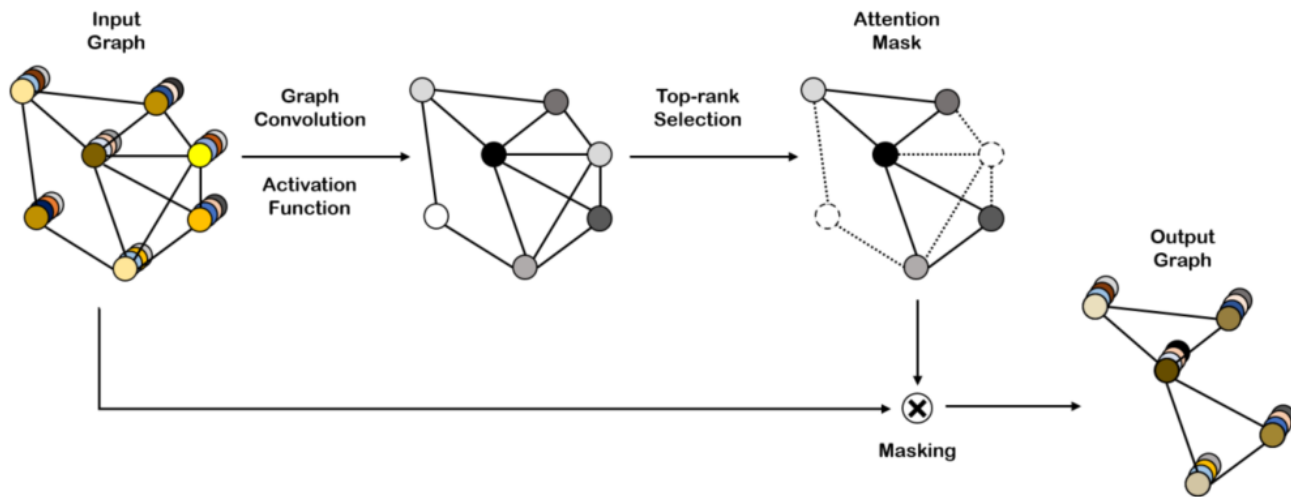 Input
Graph
Graph
Convolution
Activation
Function
Top-rank
Selection
Attention
Mask
Masking
Output
Graph